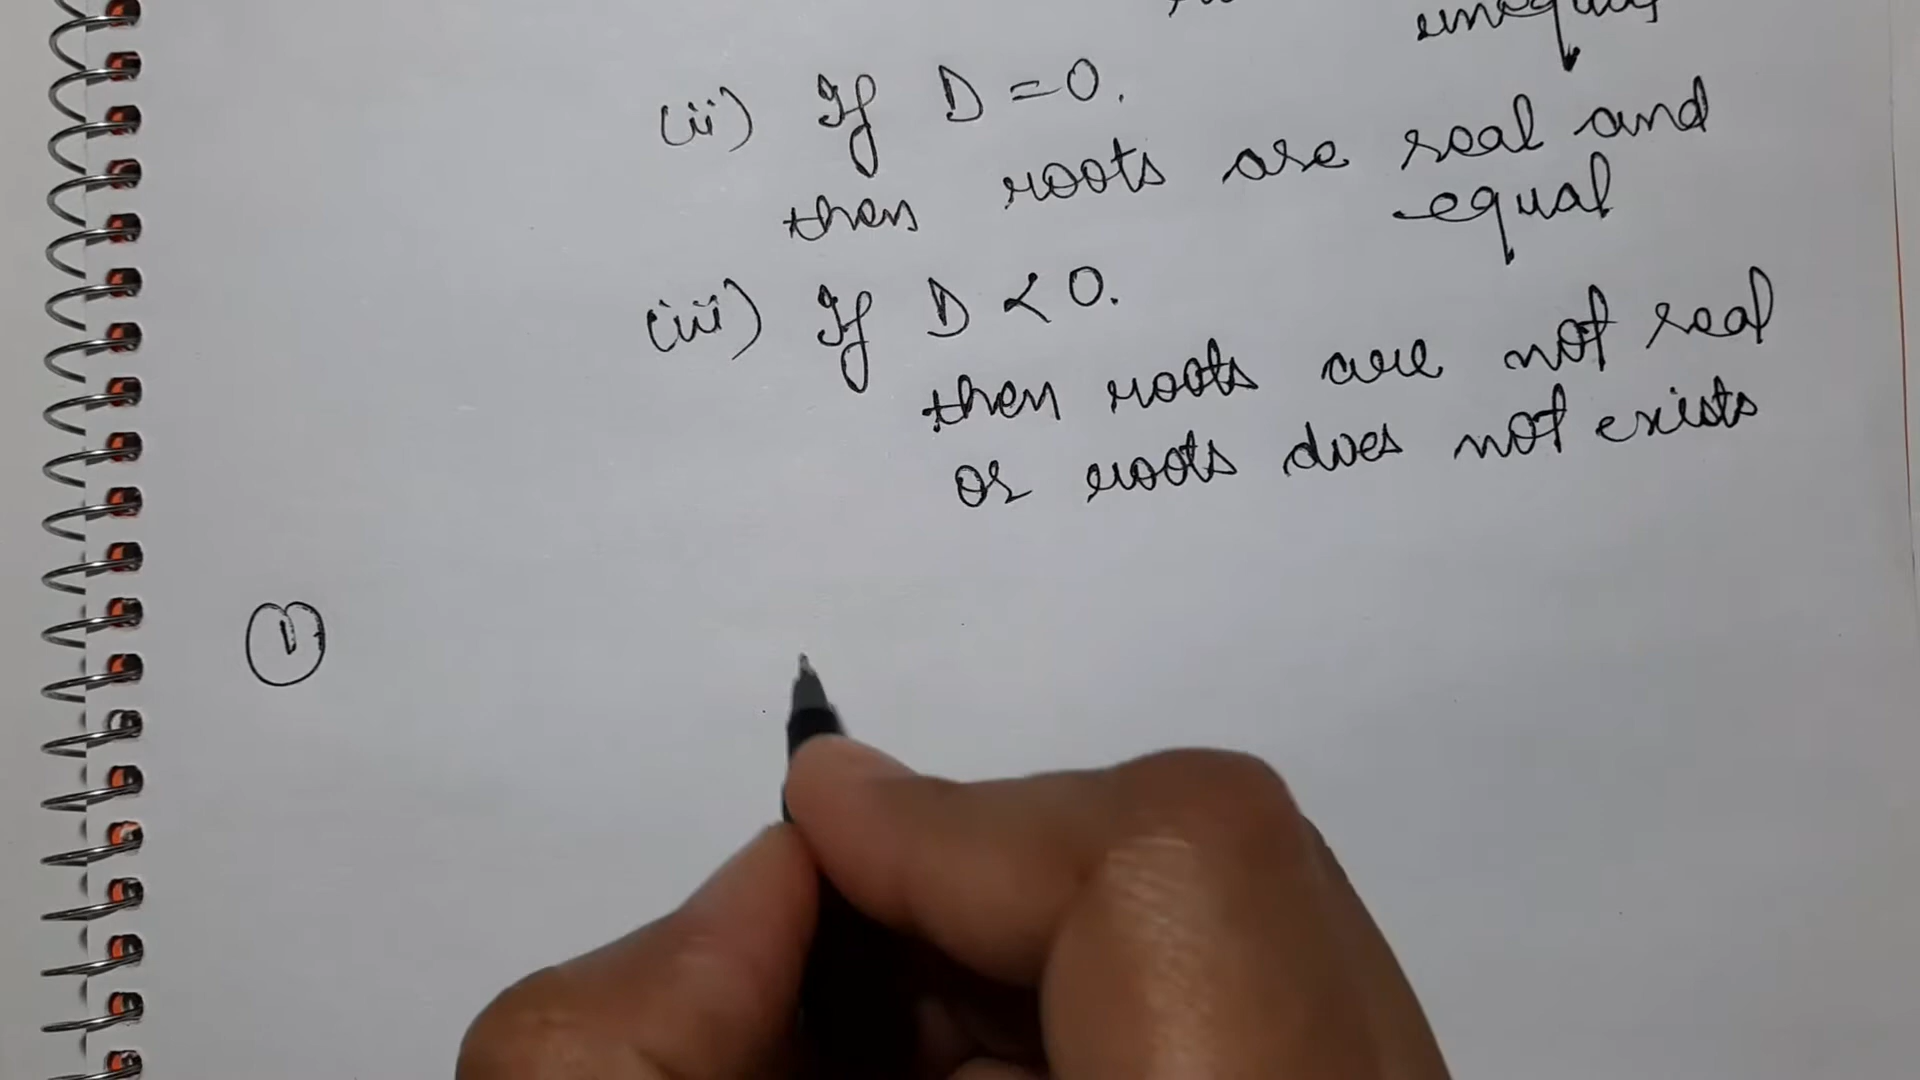 unequal
(ii) If D = 0.
then roots are real and
equal
(iii) If D < 0.
then roots are not real
or roots does not exists
1